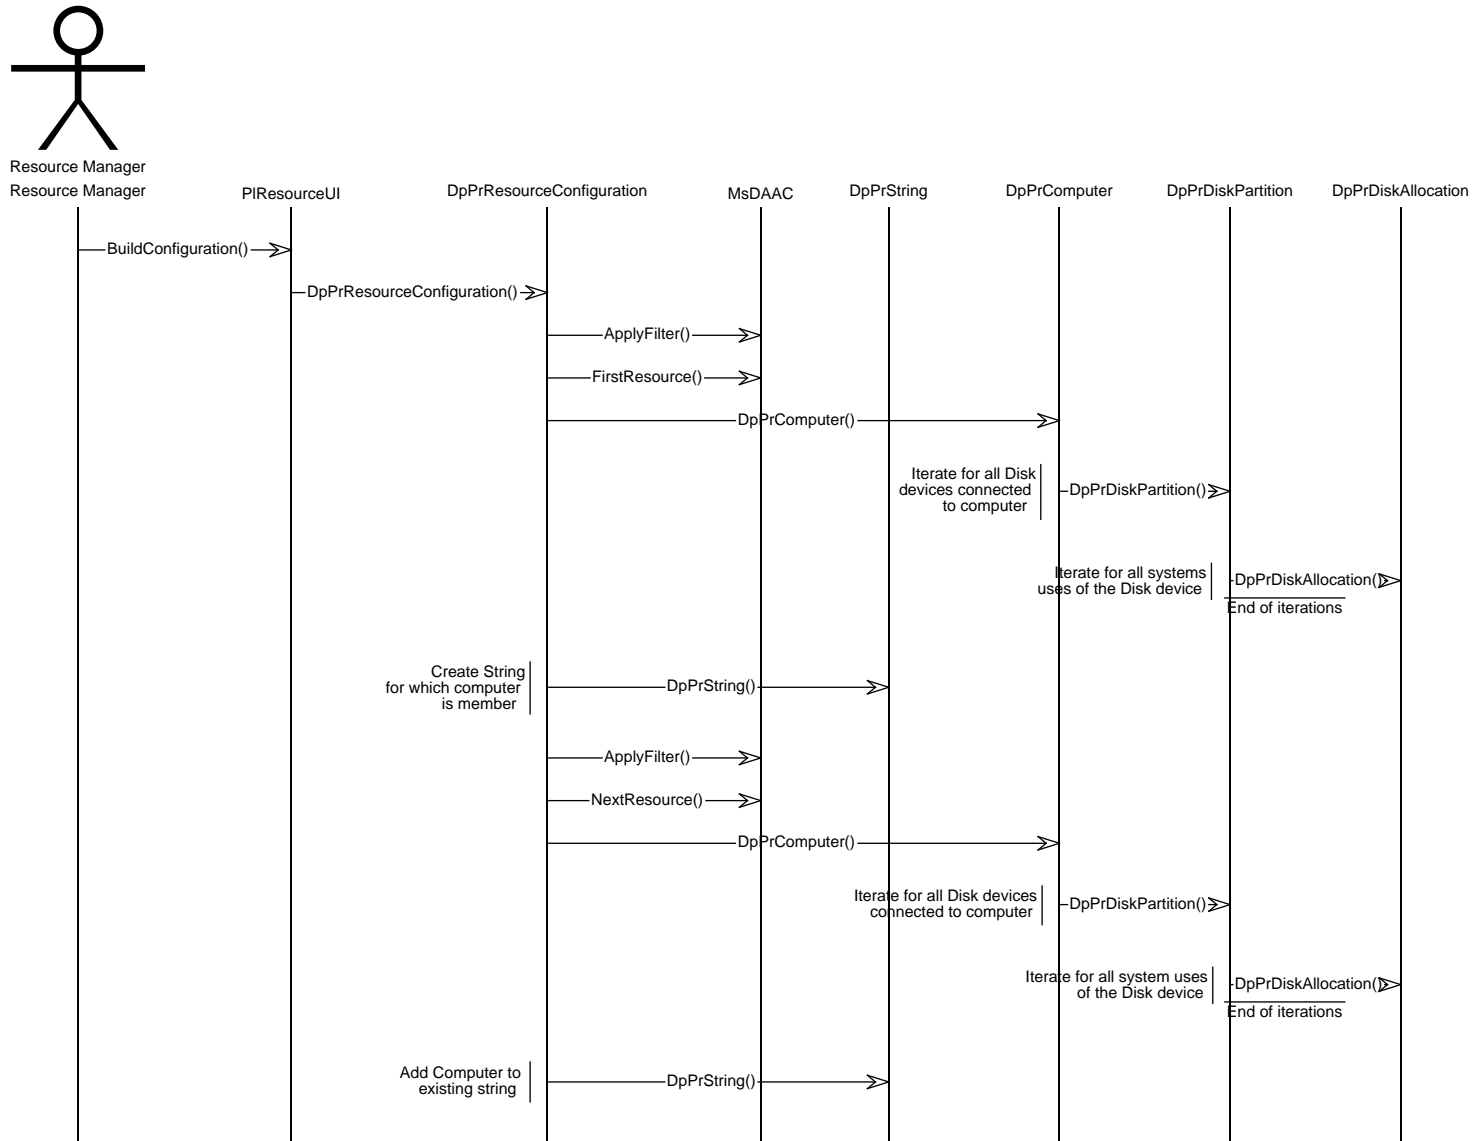 Resource Manager
Resource Manager
PlResourceUI
DpPrResourceConfiguration
MsDAAC
DpPrString
DpPrComputer
DpPrDiskPartition
DpPrDiskAllocation
BuildConfiguration()
DpPrResourceConfiguration()
ApplyFilter()
FirstResource()
DpPrComputer()
Iterate for all Disk
devices connected
to computer
DpPrDiskPartition()
Iterate for all systems
uses of the Disk device
DpPrDiskAllocation()
End of iterations
Create String
for which computer
is member
DpPrString()
ApplyFilter()
NextResource()
DpPrComputer()
Iterate for all Disk devices
connected to computer
DpPrDiskPartition()
Iterate for all system uses
of the Disk device
DpPrDiskAllocation()
End of iterations
Add Computer to
existing string
DpPrString()